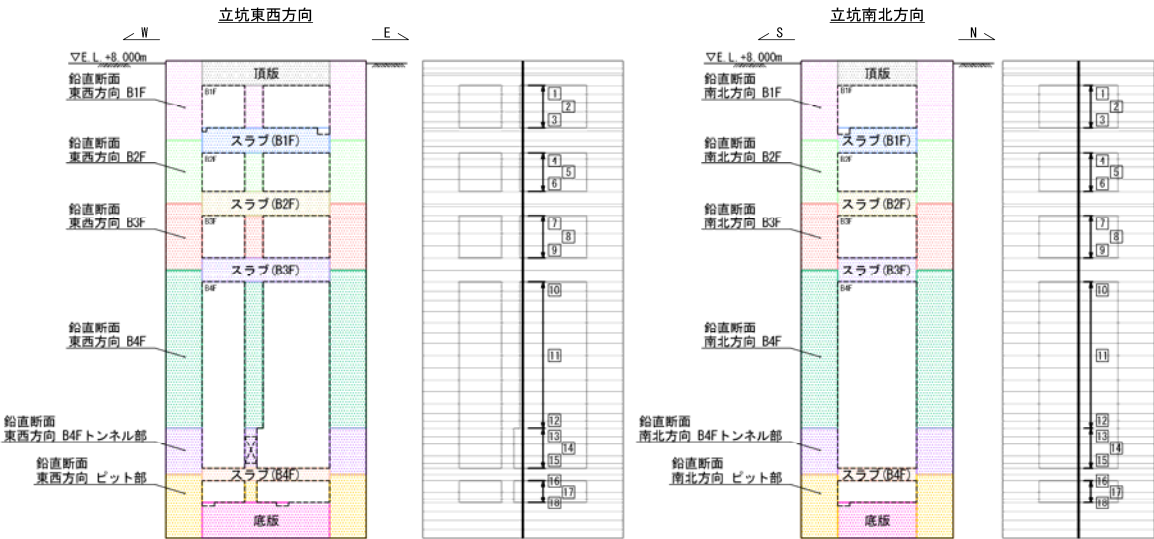 立坑東西方向
W
E
▽E.L.+8.000m
頂版
鉛直断面
東西方向 B1F
B1F
スラブ(B1F)
鉛直断面
東西方向 B2F
B2F
スラブ(B2F)
鉛直断面
東西方向 B3F
B3F
スラブ(B3F)
B4F
鉛直断面
東西方向 B4F
鉛直断面
東西方向 B4Fトンネル部
鉛直断面
東西方向 ピット部
スラブ(B4F)
底版
1
2
3
4
5
6
7
8
9
10
11
12
13
14
15
16
17
18
立坑南北方向
S
N
▽E.L.+8.000m
頂版
鉛直断面
南北方向 B1F
B1F
スラブ(B1F)
鉛直断面
南北方向 B2F
B2F
スラブ(B2F)
鉛直断面
南北方向 B3F
B3F
スラブ(B3F)
B4F
鉛直断面
南北方向 B4F
鉛直断面
南北方向 B4Fトンネル部
鉛直断面
南北方向 ピット部
スラブ(B4F)
底版
1
2
3
4
5
6
7
8
9
10
11
12
13
14
15
16
17
18